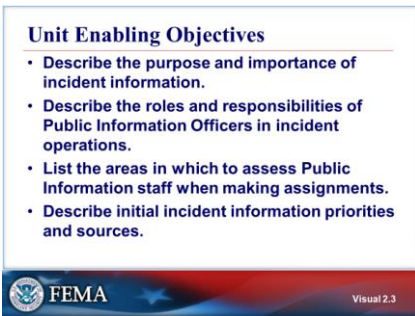 Unit Enabling Objectives
• Describe the purpose and importance of
incident information.
• Describe the roles and responsibilities of
Public Information Officers in incident
operations.
• List the areas in which to assess Public
Information staff when making assignments.
• Describe initial incident information priorities
and sources.
FEMA
Visual 2.3